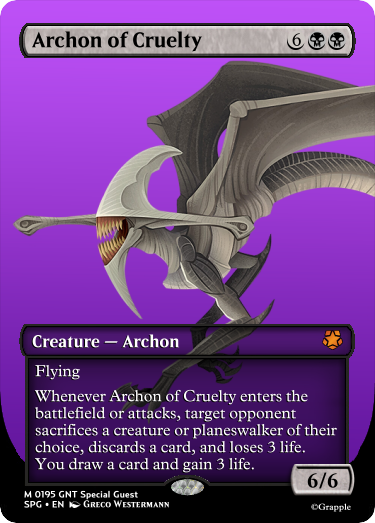 Archon of Cruelty 6
Creature — Archon
Flying
Whenever Archon of Cruelty enters the
battlefield or attacks, target opponent
sacrifices a creature or planeswalker of their
choice, discards a card, and loses 3 life.
You draw a card and gain 3 life.
6/6
M 0195 GNT Special Guest
SPG • EN Greco Westermann
©Grapple